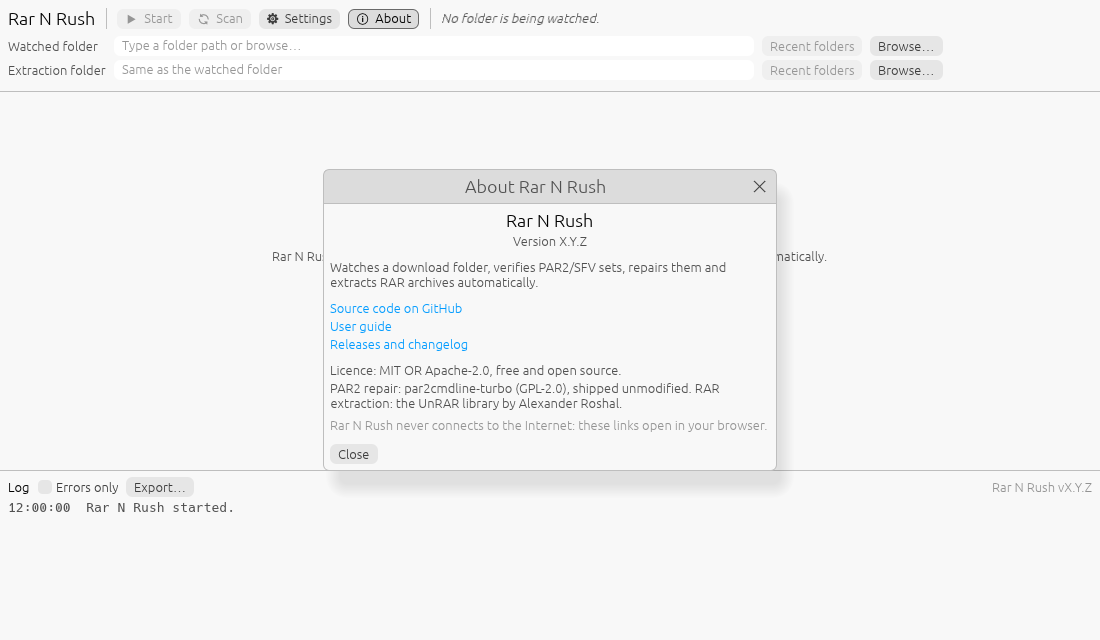 Rar N Rush
Start
Scan
Settings
About
No folder is being watched.
Watched folder
Type a folder path or browse…
Recent folders
Browse…
Extraction folder
Same as the watched folder
Recent folders
Browse…
About Rar N Rush
Rar N Rush
Version X.Y.Z
Rar N
matically.
Watches a download folder, verifies PAR2/SFV sets, repairs them and
extracts RAR archives automatically.
Source code on GitHub
User guide
Releases and changelog
Licence: MIT OR Apache-2.0, free and open source.
PAR2 repair: par2cmdline-turbo (GPL-2.0), shipped unmodified. RAR
extraction: the UnRAR library by Alexander Roshal.
Rar N Rush never connects to the Internet: these links open in your browser.
Close
Log
Errors only
Export…
Rar N Rush vX.Y.Z
12:00:00 Rar N Rush started.